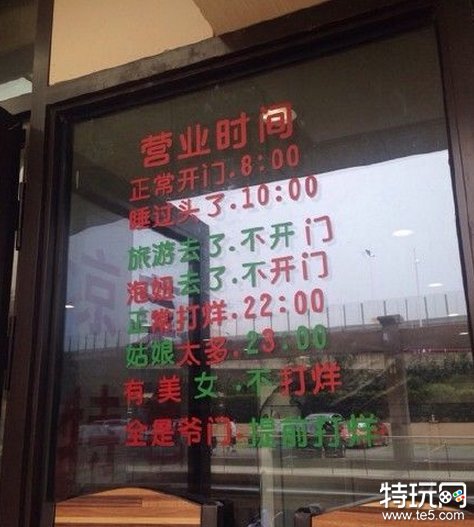 营业时间
正常开门.8:00
睡过头了.10:00
旅游去了.不开门
泡妞去了.不开门
正常打烊.22:00
姑娘太多.23:00
有美女.不打烊
全是爷门.提前打烊
特玩网
www.te5.com